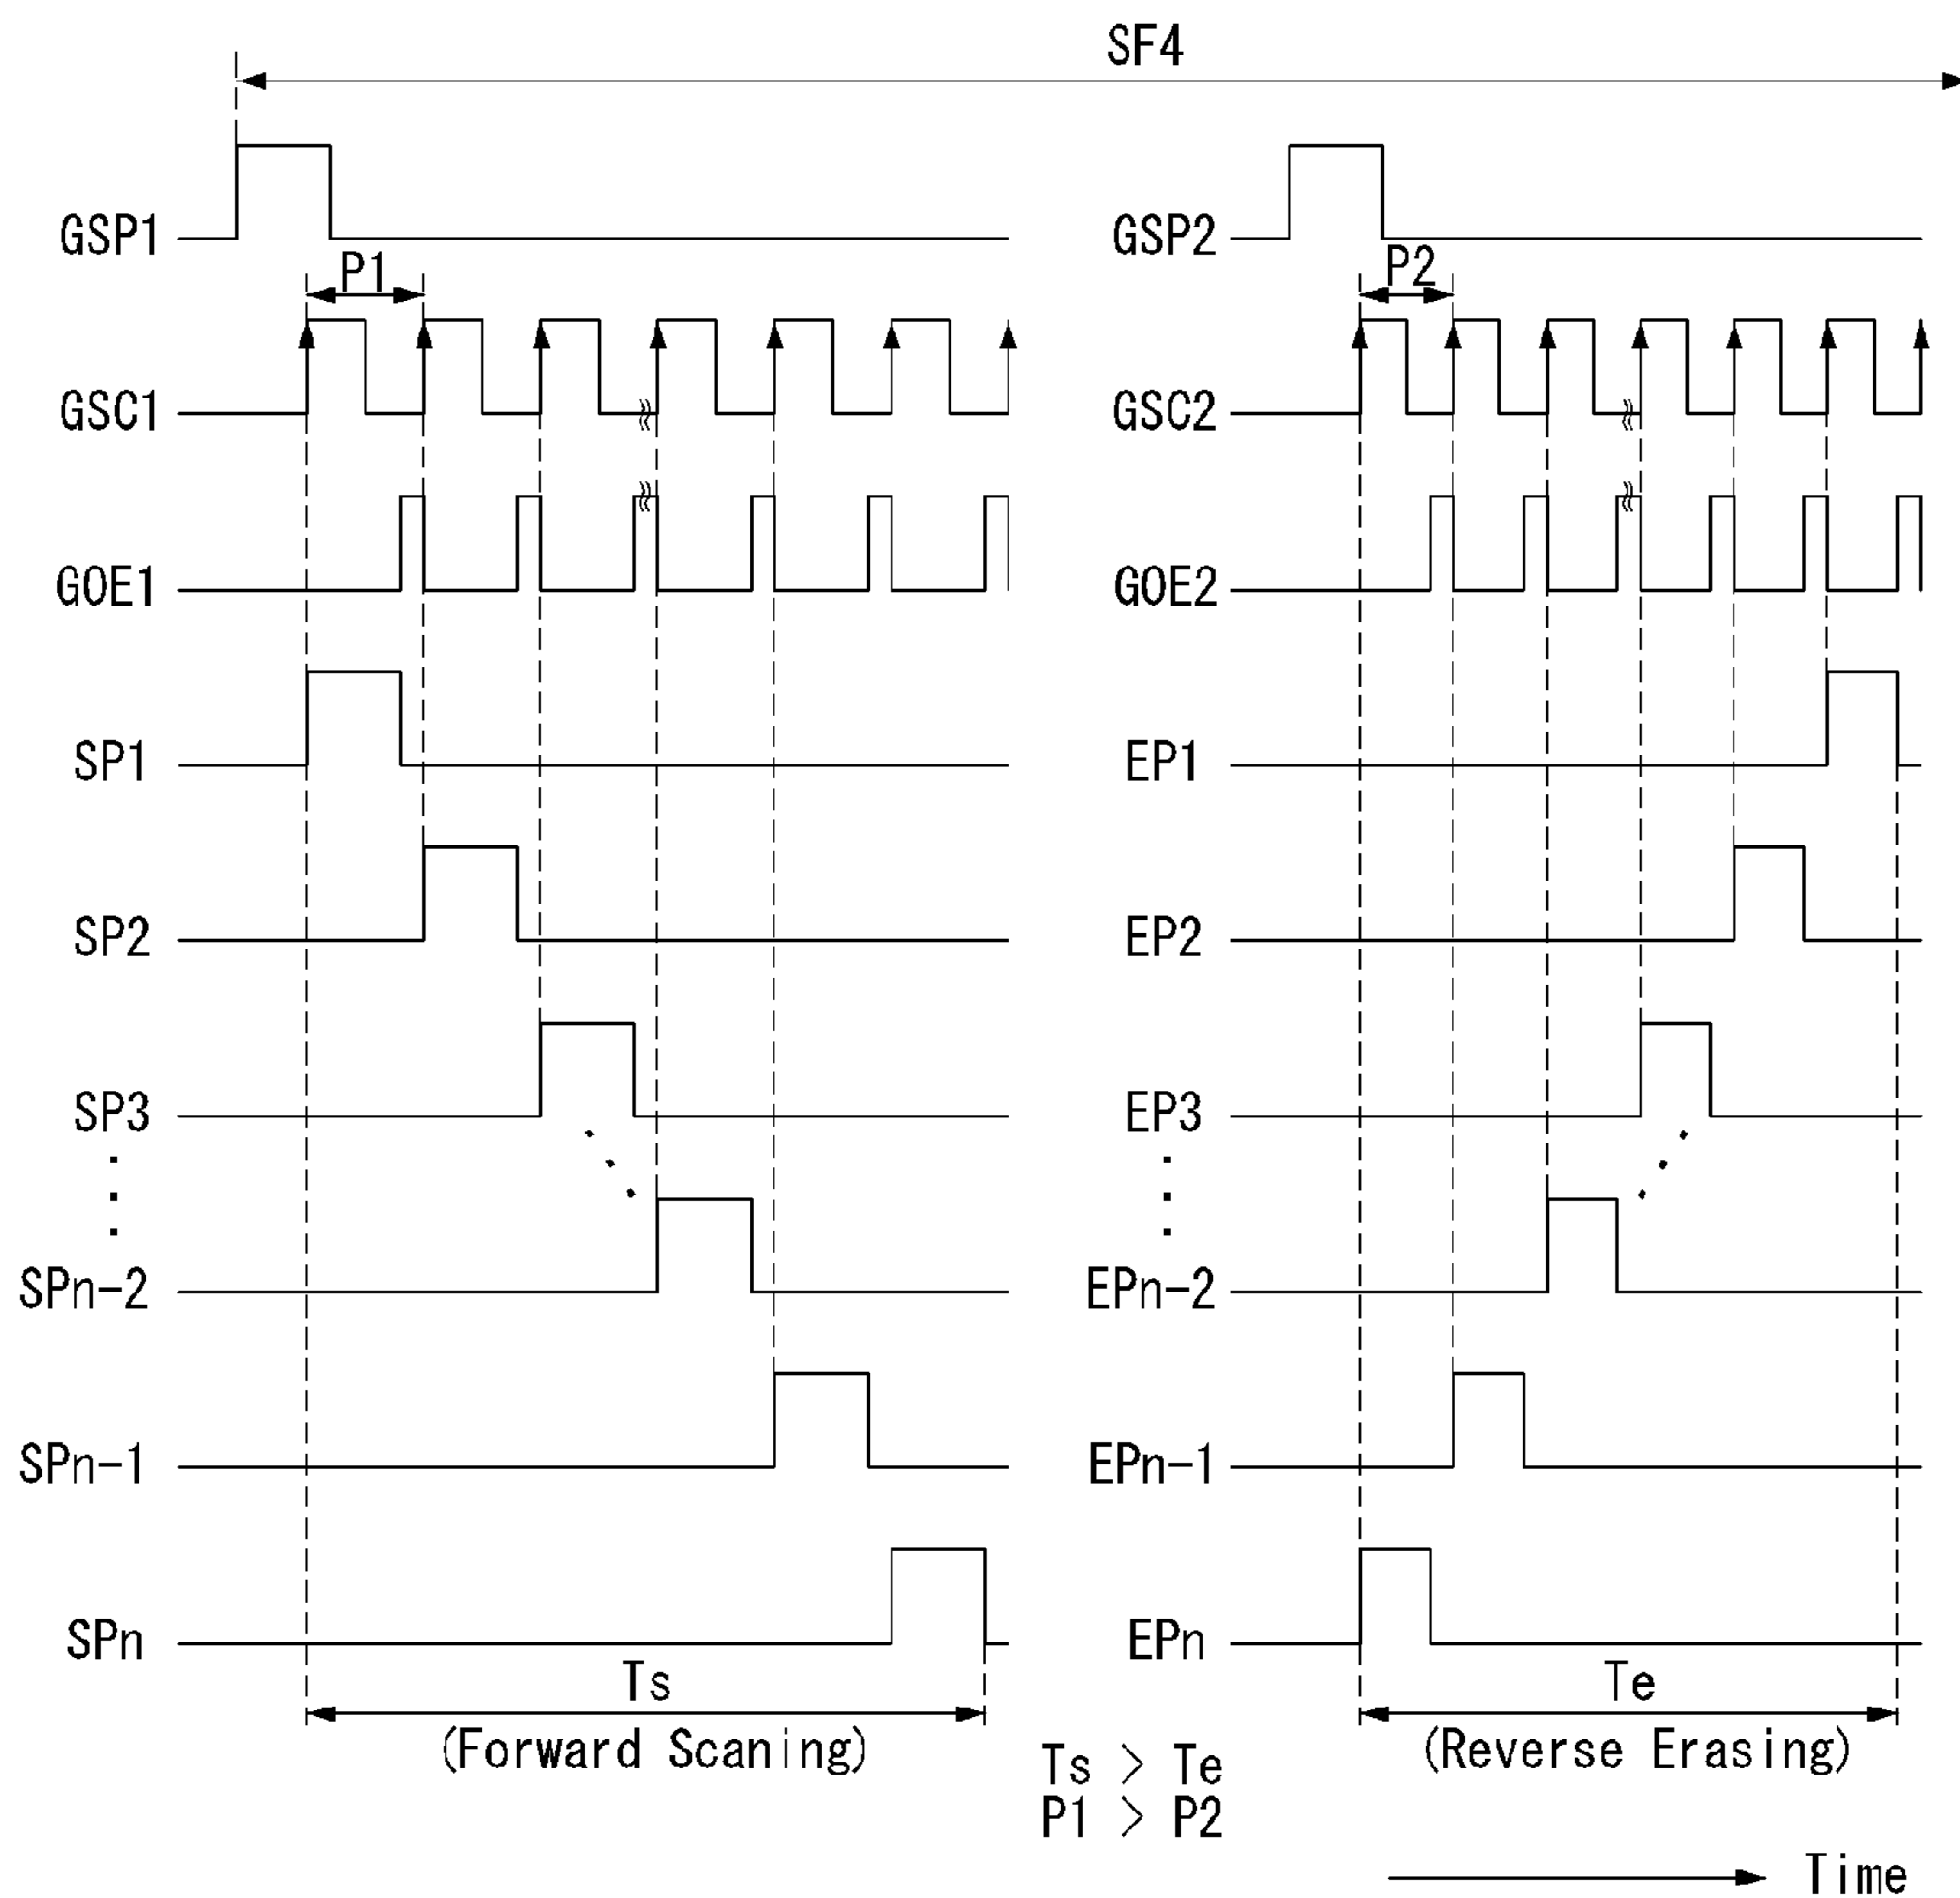 SF4
GSP1
GSP2
P1
P2
GSC1
GSC2
GOE1
GOE2
SP1
EP1
SP2
EP2
SP3
EP3
SPn-2
EPn-2
SPn-1
EPn-1
SPn
EPn
Ts
(Forward Scaning)
Te
(Reverse Erasing)
Ts > Te
P1 > P2
Time